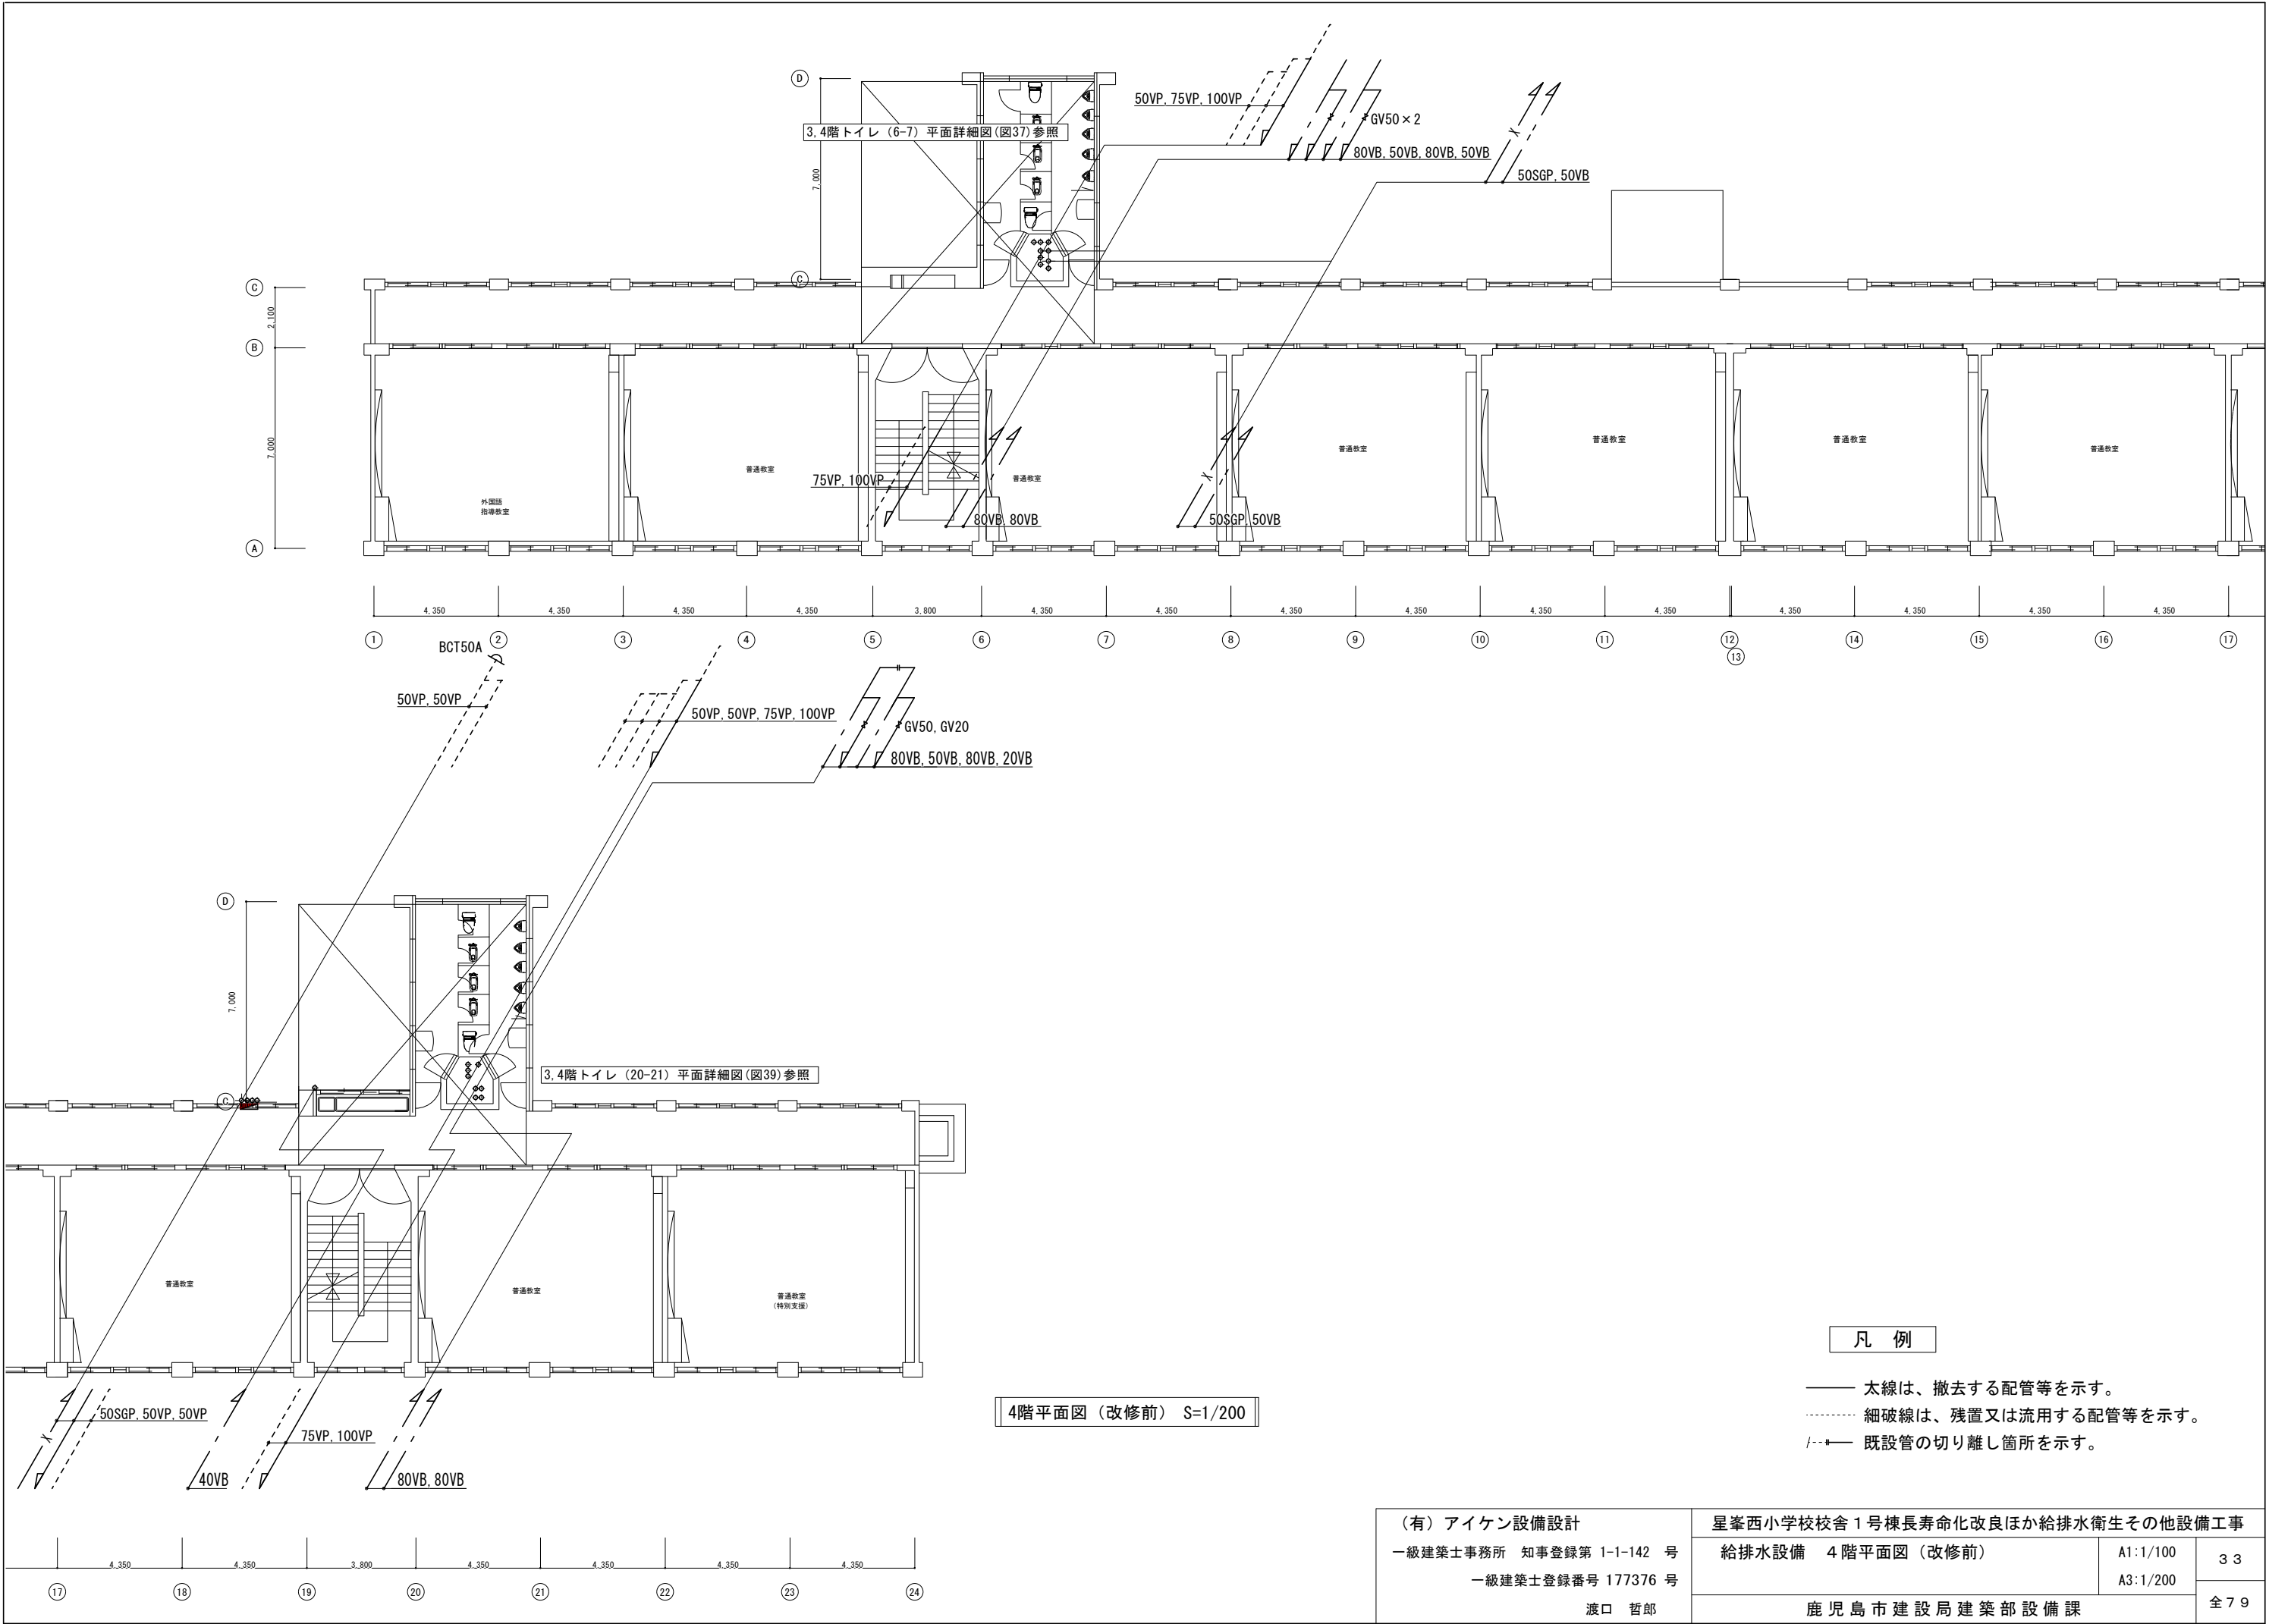 D
3,4階トイレ（6-7）平面詳細図(図37)参照
7,000
C
50VP,75VP,100VP
GV50×2
80VB,50VB,80VB,50VB
50SGP,50VB
C
2,100
B
7,000
A
外国語
指導教室
普通教室
75VP,100VP
80VB,80VB
普通教室
50SGP,50VB
普通教室
普通教室
普通教室
普通教室
4,350
4,350
4,350
4,350
3,800
4,350
4,350
4,350
4,350
4,350
4,350
4,350
4,350
4,350
4,350
1
2
3
4
5
6
7
8
9
10
11
12
13
14
15
16
17
BCT50A
50VP,50VP
50VP,50VP,75VP,100VP
GV50,GV20
80VB,50VB,80VB,20VB
D
7,000
C
3,4階トイレ（20-21）平面詳細図(図39)参照
普通教室
普通教室
普通教室
（特別支援）
50SGP,50VP,50VP
40VB
75VP,100VP
80VB,80VB
4,350
4,350
3,800
4,350
4,350
4,350
4,350
17
18
19
20
21
22
23
24
4階平面図（改修前） S=1/200
凡　例
太線は、撤去する配管等を示す。
細破線は、残置又は流用する配管等を示す。
既設管の切り離し箇所を示す。
（有）アイケン設備設計
一級建築士事務所　知事登録第 1-1-142　号
一級建築士登録番号 177376 号
渡口　哲郎
星峯西小学校校舎１号棟長寿命化改良ほか給排水衛生その他設備工事
給排水設備　４階平面図（改修前）
A1:1/100
A3:1/200
３３
全７９
鹿児島市建設局建築部設備課